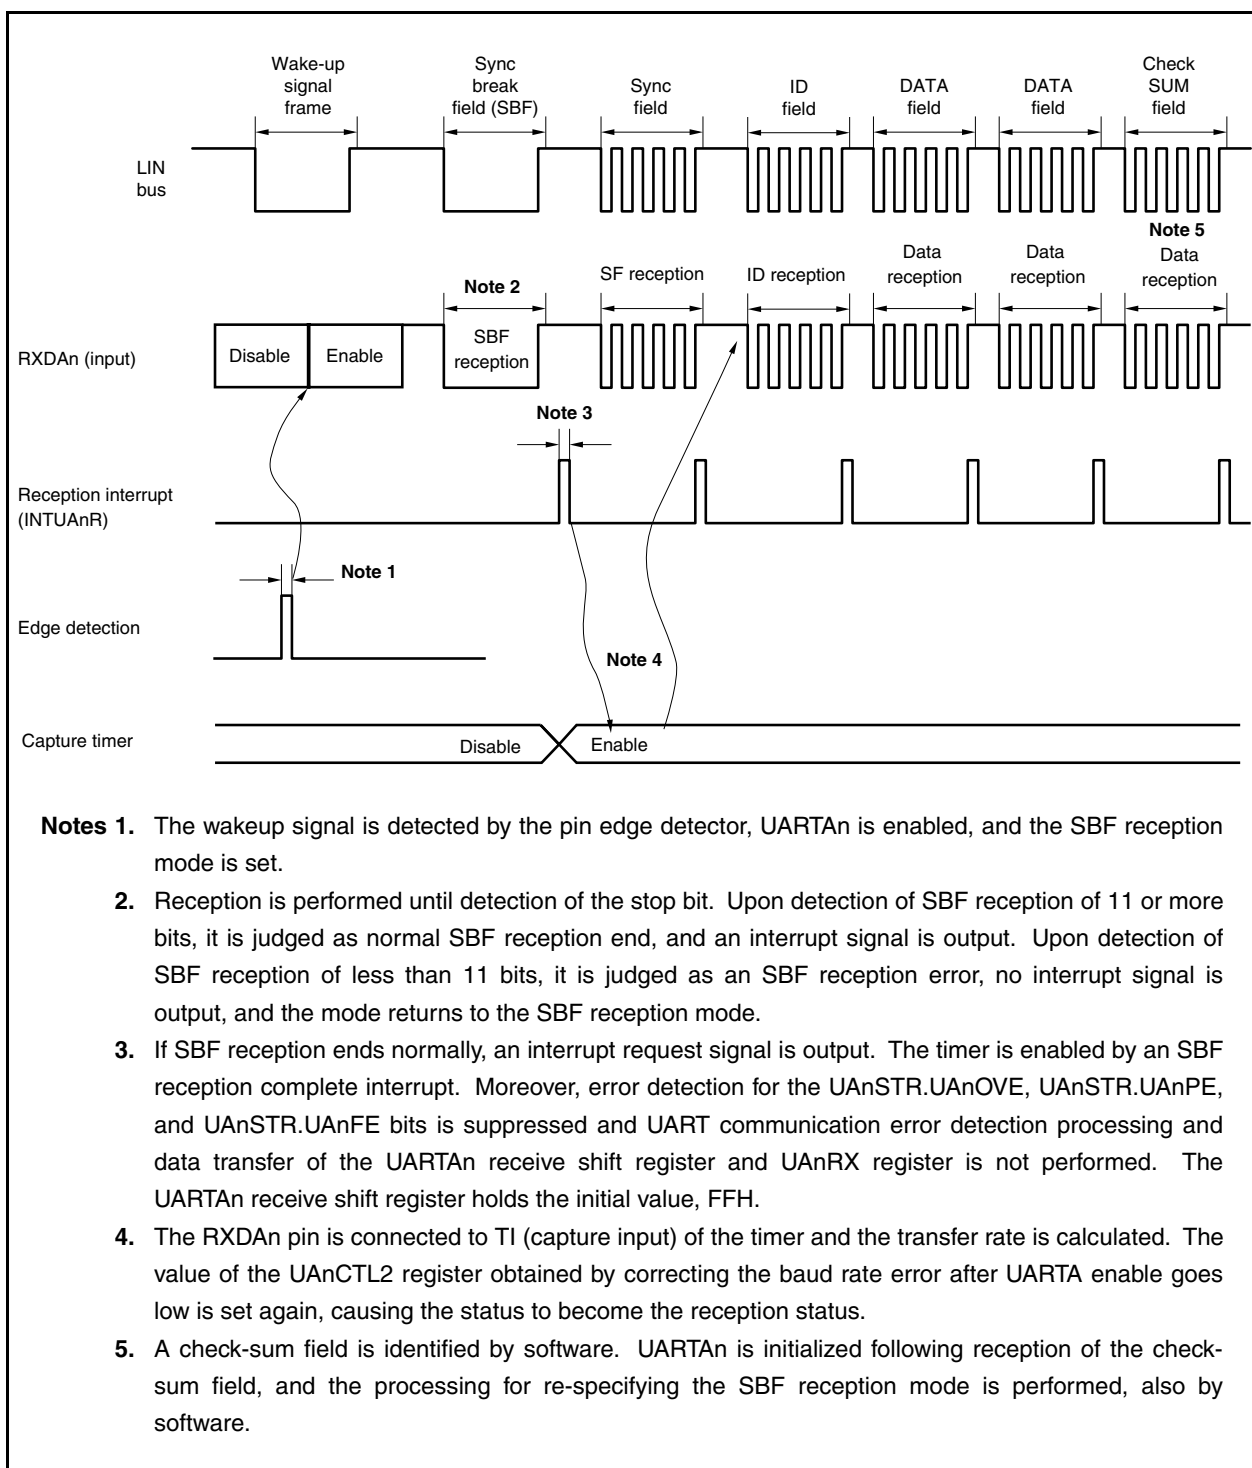 Wake-up
signal
frame
Sync
break
field (SBF)
Sync
field
ID
field
DATA
field
DATA
field
Check
SUM
field
LIN
bus
Note 5
Note 2
SF reception
ID reception
Data
reception
Data
reception
Data
reception
RXDAn (input)
Disable
Enable
SBF
reception
Note 3
Reception interrupt
(INTUAnR)
Note 1
Edge detection
Note 4
Capture timer
Disable
Enable
Notes 1. The wakeup signal is detected by the pin edge detector, UARTAn is enabled, and the SBF reception
mode is set.
2. Reception is performed until detection of the stop bit. Upon detection of SBF reception of 11 or more
bits, it is judged as normal SBF reception end, and an interrupt signal is output. Upon detection of
SBF reception of less than 11 bits, it is judged as an SBF reception error, no interrupt signal is
output, and the mode returns to the SBF reception mode.
3. If SBF reception ends normally, an interrupt request signal is output. The timer is enabled by an SBF
reception complete interrupt. Moreover, error detection for the UAnSTR.UAnOVE, UAnSTR.UAnPE,
and UAnSTR.UAnFE bits is suppressed and UART communication error detection processing and
data transfer of the UARTAn receive shift register and UAnRX register is not performed. The
UARTAn receive shift register holds the initial value, FFH.
4. The RXDAn pin is connected to TI (capture input) of the timer and the transfer rate is calculated. The
value of the UAnCTL2 register obtained by correcting the baud rate error after UARTA enable goes
low is set again, causing the status to become the reception status.
5. A check-sum field is identified by software. UARTAn is initialized following reception of the check-
sum field, and the processing for re-specifying the SBF reception mode is performed, also by
software.